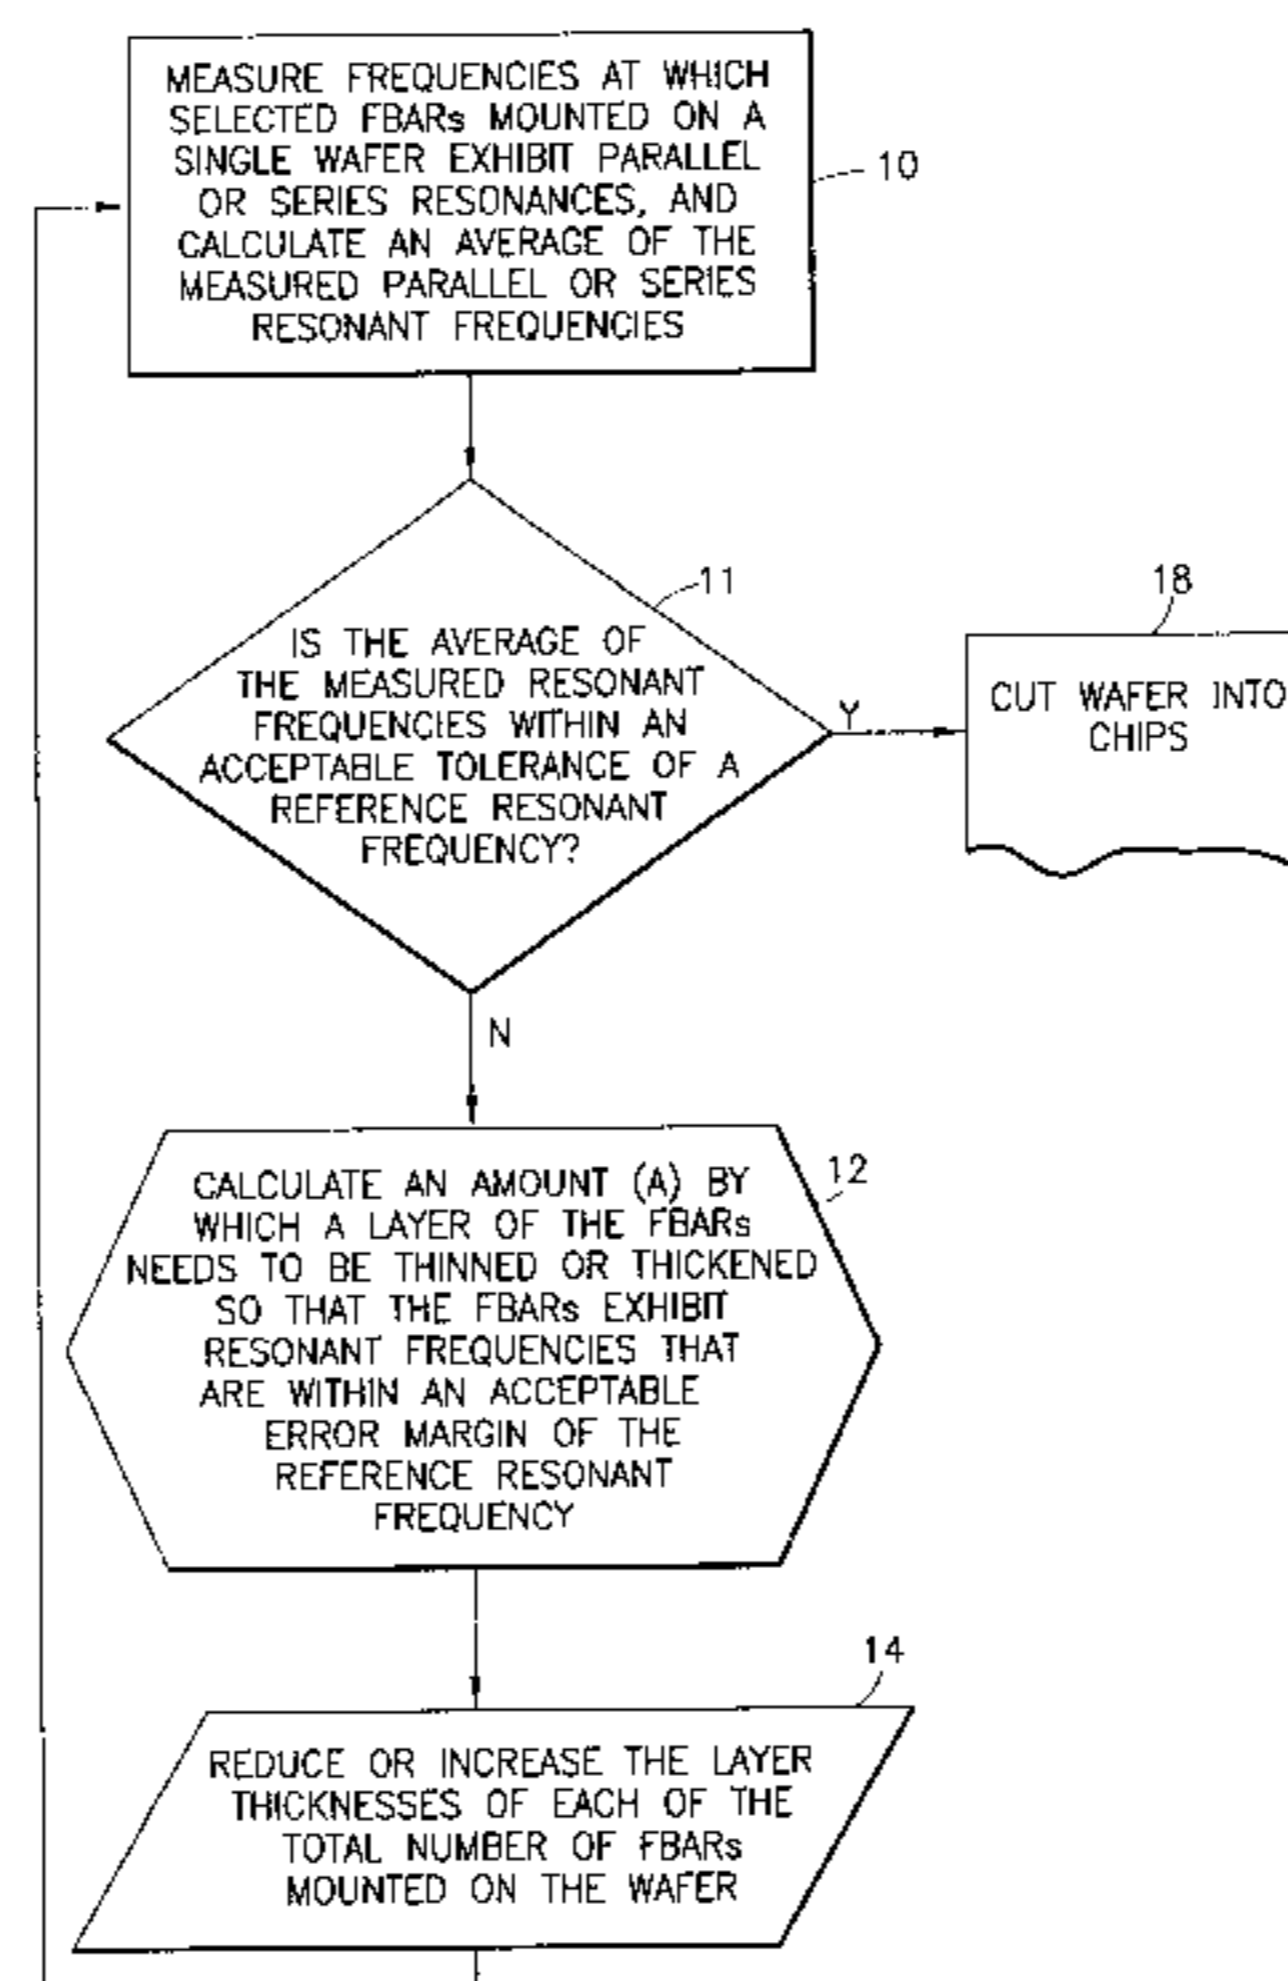 MEASURE FREQUENCIES AT WHICH
SELECTED FBARs MOUNTED ON A
SINGLE WAFER EXHIBIT PARALLEL
OR SERIES RESONANCES, AND
CALCULATE AN AVERAGE OF THE
MEASURED PARALLEL OR SERIES
RESONANT FREQUENCIES
10
11
IS THE AVERAGE OF
THE MEASURED RESONANT
FREQUENCIES WITHIN AN
ACCEPTABLE TOLERANCE OF A
REFERENCE RESONANT
FREQUENCY?
Y
18
CUT WAFER INTO
CHIPS
N
12
CALCULATE AN AMOUNT (A) BY
WHICH A LAYER OF THE FBARs
NEEDS TO BE THINNED OR THICKENED
SO THAT THE FBARs EXHIBIT
RESONANT FREQUENCIES THAT
ARE WITHIN AN ACCEPTABLE
ERROR MARGIN OF THE
REFERENCE RESONANT
FREQUENCY
14
REDUCE OR INCREASE THE LAYER
THICKNESSES OF EACH OF THE
TOTAL NUMBER OF FBARs
MOUNTED ON THE WAFER